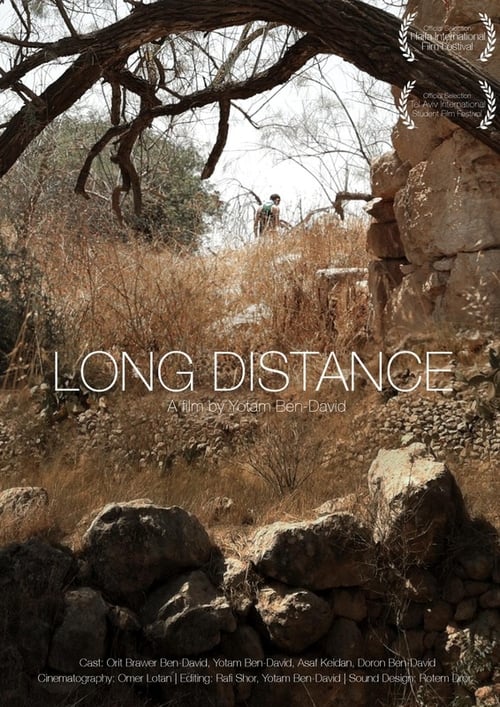 Official Selection
Haifa International
Film Festival
Official Selection
Tel Aviv International
Student Film Festival
LONG DISTANCE
A film by Yotam Ben-David
Cast: Orit Brawer Ben-David, Yotam Ben-David, Asaf Keidan, Doron Ben-David
Cinematography: Omer Lotan | Editing: Rafi Shor, Yotam Ben-David | Sound Design: Rotem Dror